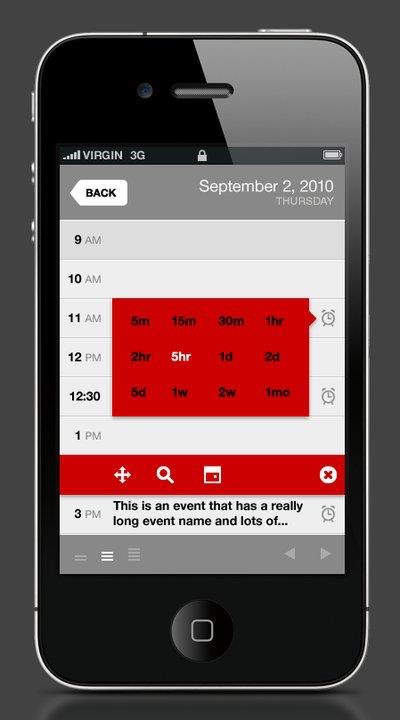 VIRGIN 3G
BACK
September 2, 2010
THURSDAY
9 AM
10 AM
11 AM
5m 15m 30m 1hr
12 PM
2hr 5hr 1d 2d
12:30
5d 1w 2w 1mo
1 PM
3 PM
This is an event that has a really
long event name and lots of...